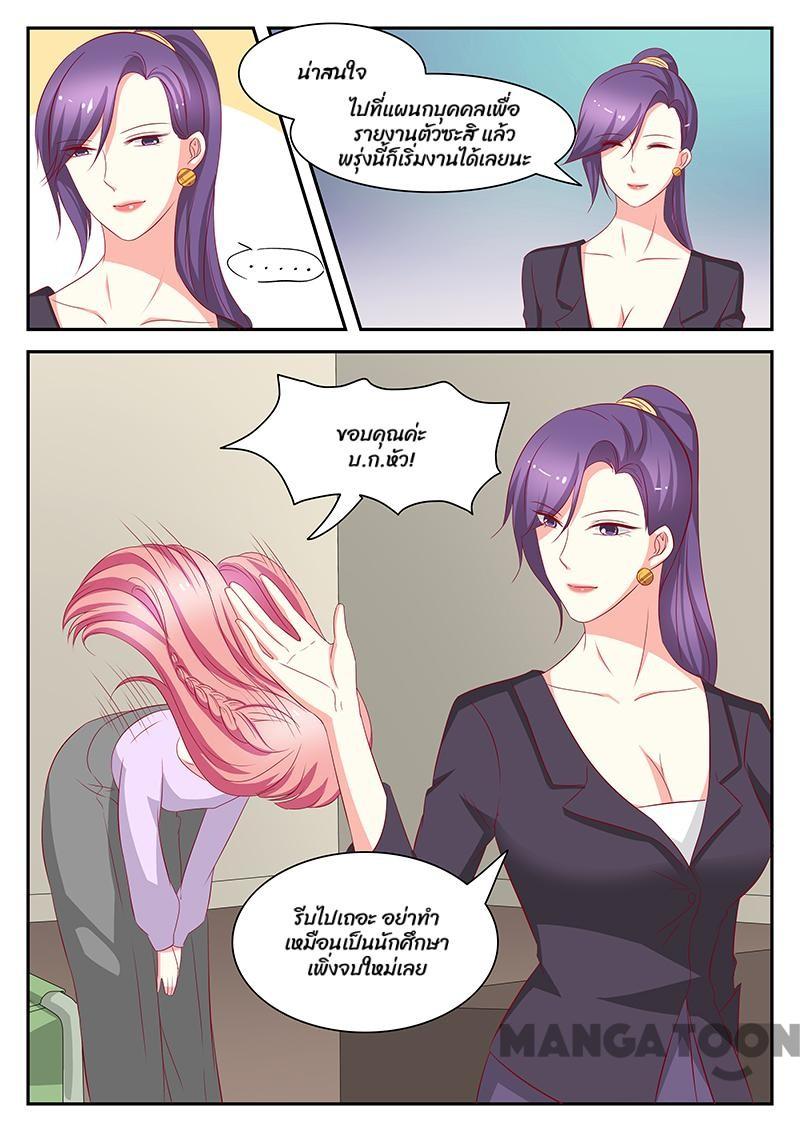 .....
น่าสนใจ
ไปที่แผนกบุคคลเพื่อ
รายงานตัวซะสิ แล้ว
พรุ่งนี้ก็เริ่มงานได้เลยนะ
ขอบคุณค่ะ
บ.ก.หัว!
รีบไปเถอะ อย่าทำ
เหมือนเป็นนักศึกษา
เพิ่งจบใหม่เลย
MANGATOON